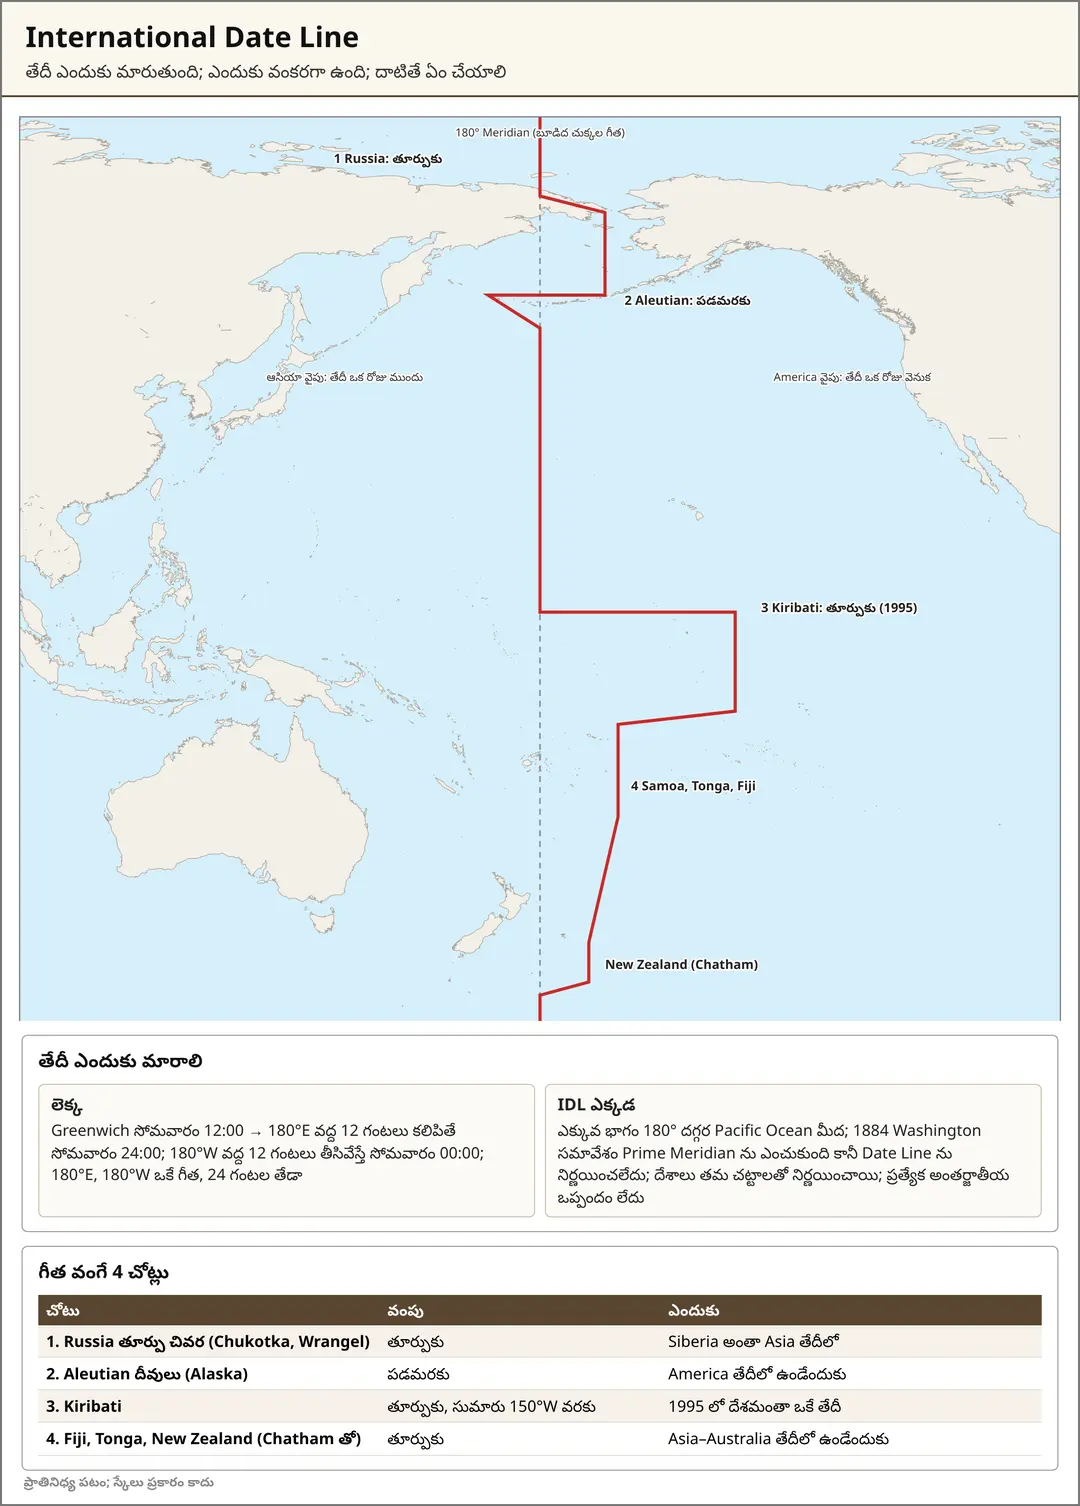 International Date Line
తేదీ ఎందుకు మారుతుంది; ఎందుకు వంకరగా ఉంది; దాటితే ఏం చేయాలి
180° Meridian (బూడిద చుక్కల గీత)
1 Russia: తూర్పుకు
2 Aleutian: పడమరకు
ఆసియా వైపు: తేదీ ఒక రోజు ముందు
America వైపు: తేదీ ఒక రోజు వెనుక
3 Kiribati: తూర్పుకు (1995)
4 Samoa, Tonga, Fiji
New Zealand (Chatham)
తేదీ ఎందుకు మారాలి
లెక్క
Greenwich సోమవారం 12:00 → 180°E వద్ద 12 గంటలు కలిపితే
సోమవారం 24:00; 180°W వద్ద 12 గంటలు తీసివేస్తే సోమవారం 00:00;
180°E, 180°W ఒకే గీత, 24 గంటల తేడా
IDL ఎక్కడ
ఎక్కువ భాగం 180° దగ్గర Pacific Ocean మీద; 1884 Washington
సమావేశం Prime Meridian ను ఎంచుకుంది కానీ Date Line ను
నిర్ణయించలేదు; దేశాలు తమ చట్టాలతో నిర్ణయించాయి; ప్రత్యేక అంతర్జాతీయ
ఒప్పందం లేదు
గీత వంగే 4 చోట్లు
చోటు వంపు ఎందుకు
1. Russia తూర్పు చివర (Chukotka, Wrangel) తూర్పుకు Siberia అంతా Asia తేదీలో
2. Aleutian దీవులు (Alaska) పడమరకు America తేదీలో ఉండేందుకు
3. Kiribati తూర్పుకు, సుమారు 150°W వరకు 1995 లో దేశమంతా ఒకే తేదీ
4. Fiji, Tonga, New Zealand (Chatham తో) తూర్పుకు Asia–Australia తేదీలో ఉండేందుకు
ప్రాతినిధ్య పటం; స్కేలు ప్రకారం కాదు